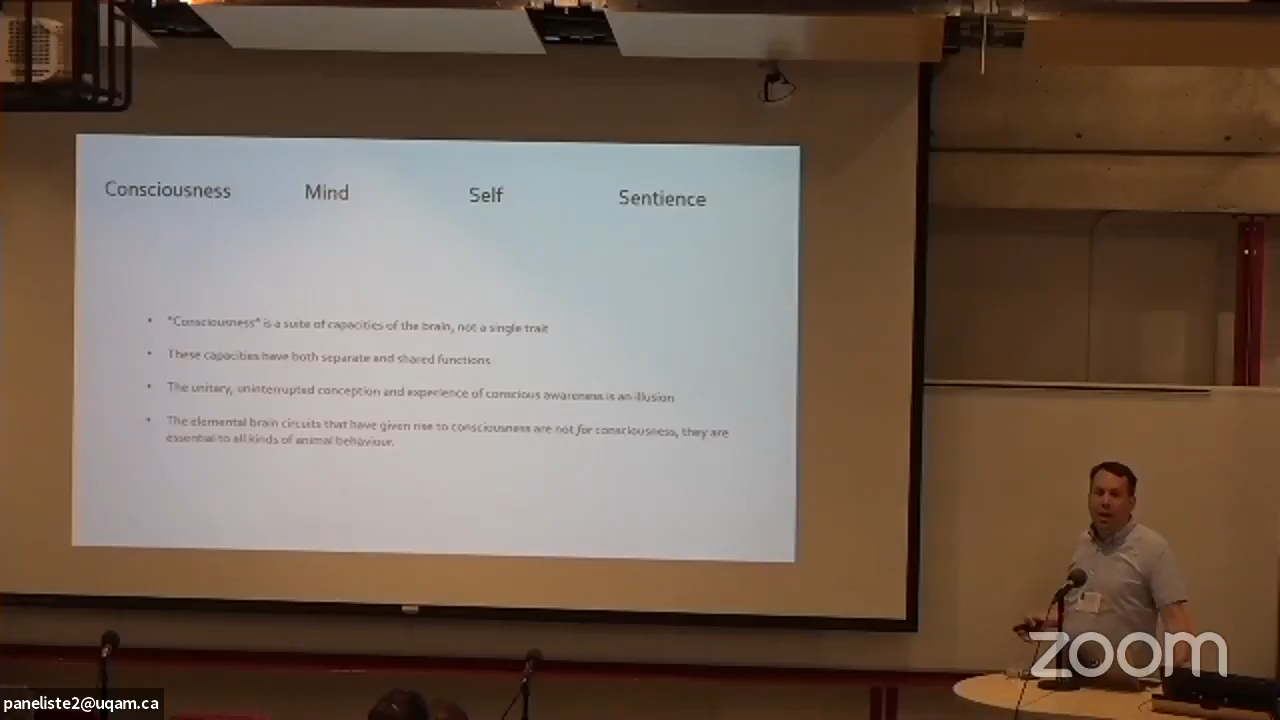 Consciousness Mind Self Sentience
• "Consciousness" is a suite of capacities of the brain, not a single trait
• These capacities have both separate and shared functions
• The unitary, uninterrupted conception and experience of conscious awareness is an illusion
• The elemental brain circuits that have given rise to consciousness are not for consciousness, they are
essential to all kinds of animal behaviour.
zoom
paneliste2@uqam.ca